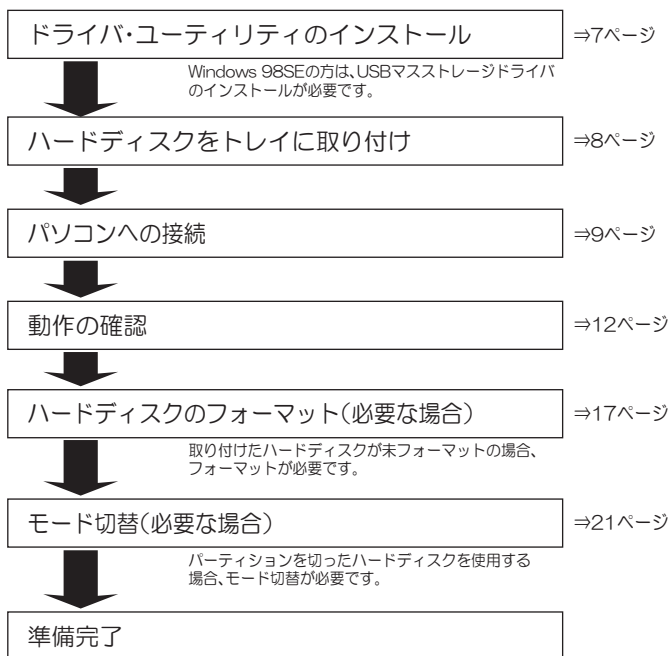 ドライバ・ユーティリティのインストール
⇒7ページ
Windows 98SEの方は、USBマスストレージドライバ
のインストールが必要です。
ハードディスクをトレイに取り付け
⇒8ページ
パソコンへの接続
⇒9ページ
動作の確認
⇒12ページ
ハードディスクのフォーマット(必要な場合)
⇒17ページ
取り付けたハードディスクが未フォーマットの場合、
フォーマットが必要です。
モード切替(必要な場合)
⇒21ページ
パーティションを切ったハードディスクを使用する
場合、モード切替が必要です。
準備完了